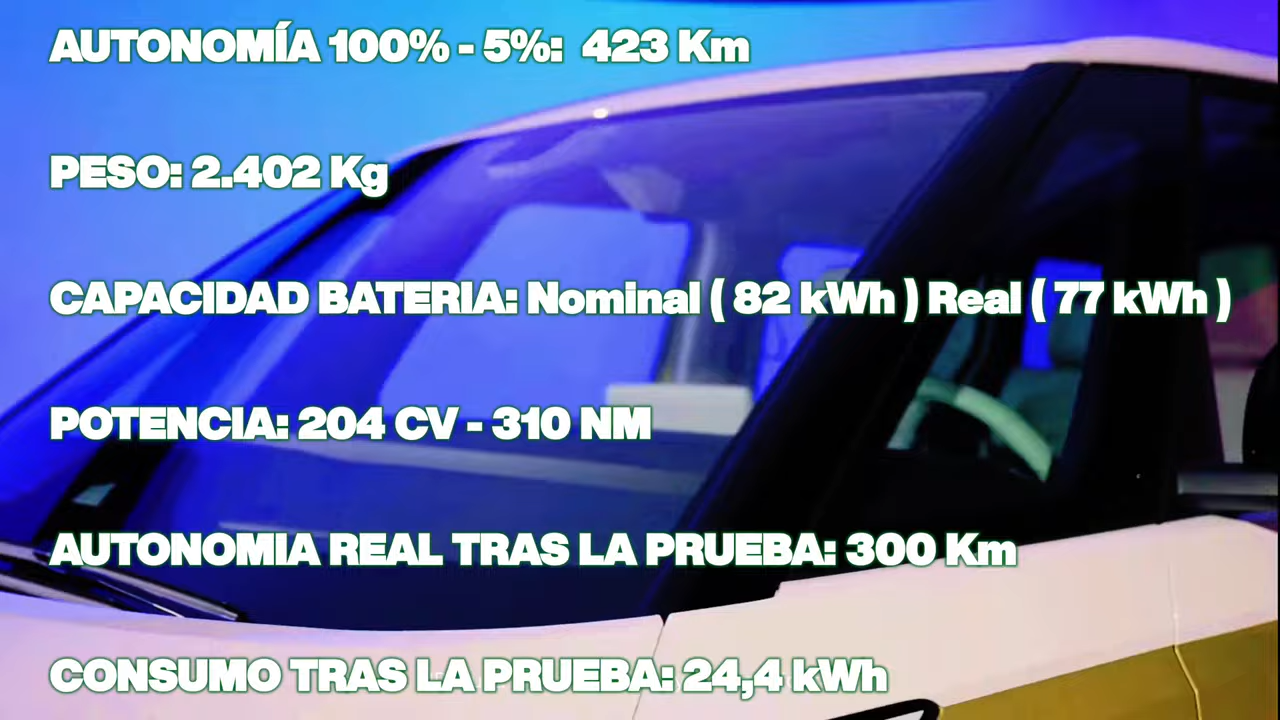 AUTONOMÍA 100% - 5%: 423 Km
PESO: 2.402 Kg
CAPACIDAD BATERIA: Nominal ( 82 kWh ) Real ( 77 kWh )
POTENCIA: 204 CV - 310 NM
AUTONOMIA REAL TRAS LA PRUEBA: 300 Km
CONSUMO TRAS LA PRUEBA: 24,4 kWh